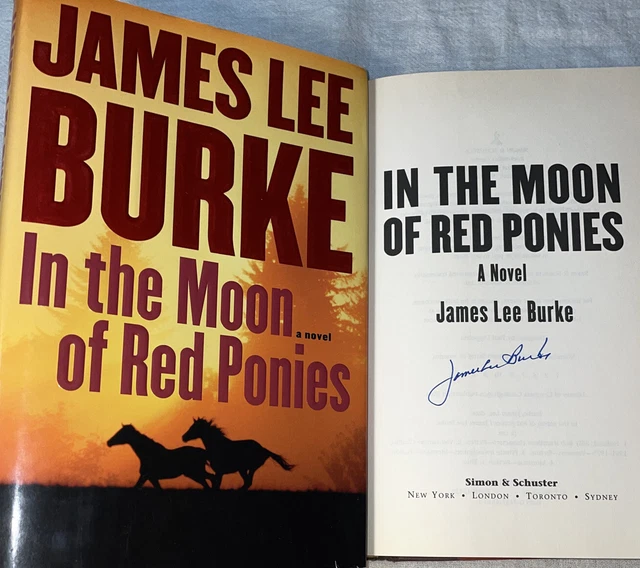 JAMES LEE
BURKE
In the Moon
a novel
of Red Ponies
IN THE MOON
OF RED PONIES
A Novel
James Lee Burke
James Lee Burke
Simon & Schuster
NEW YORK • LONDON • TORONTO • SYDNEY